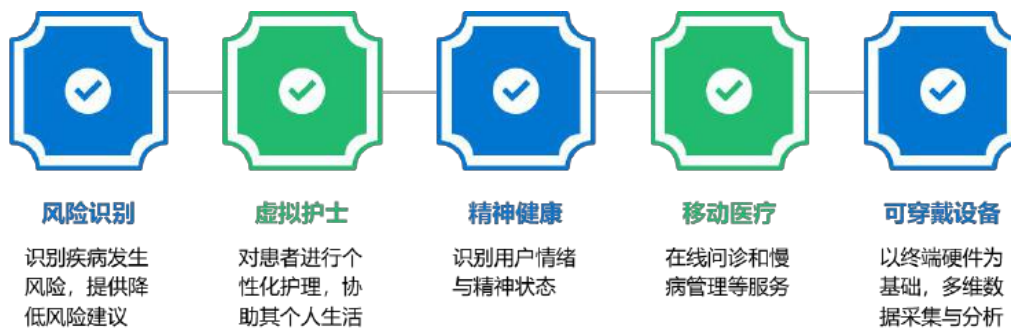 风险识别
识别疾病发生
风险，提供降
低风险建议
虚拟护士
对患者进行个
性化护理，协
助其个人生活
精神健康
识别用户情绪
与精神状态
移动医疗
在线问诊和慢
病管理等服务
可穿戴设备
以终端硬件为
基础，多维数
据采集与分析